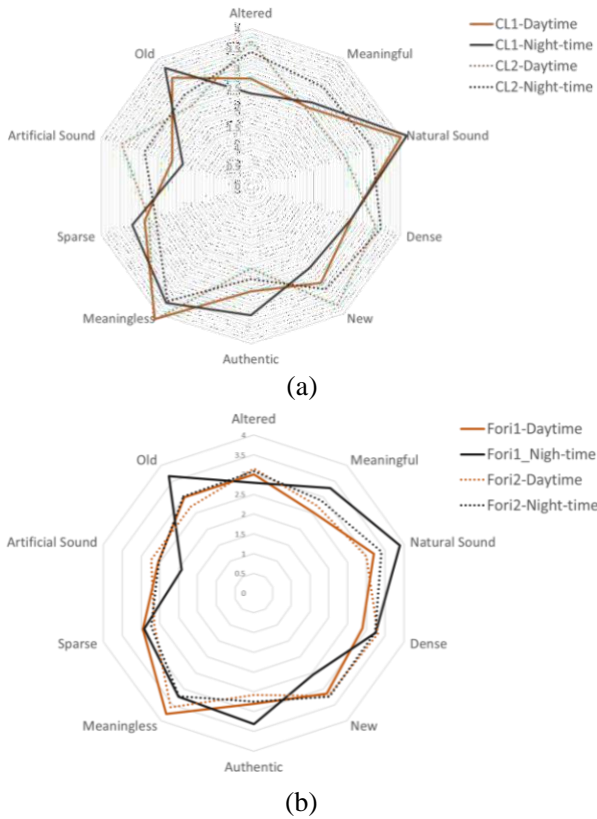 Altered
CL1-Daytime
CL1-Night-time
CL2-Daytime
CL2-Night-time
Old
Meaningful
Artificial Sound
Natural Sound
Sparse
Dense
Meaningless
New
Authentic
(a)
Altered
Fori1-Daytime
Fori1_Nigh-time
Fori2-Daytime
Fori2-Night-time
4
3.5
3
2.5
2
1.5
1
0.5
0
Old
Meaningful
Artificial Sound
Natural Sound
Sparse
Dense
Meaningless
New
Authentic
(b)